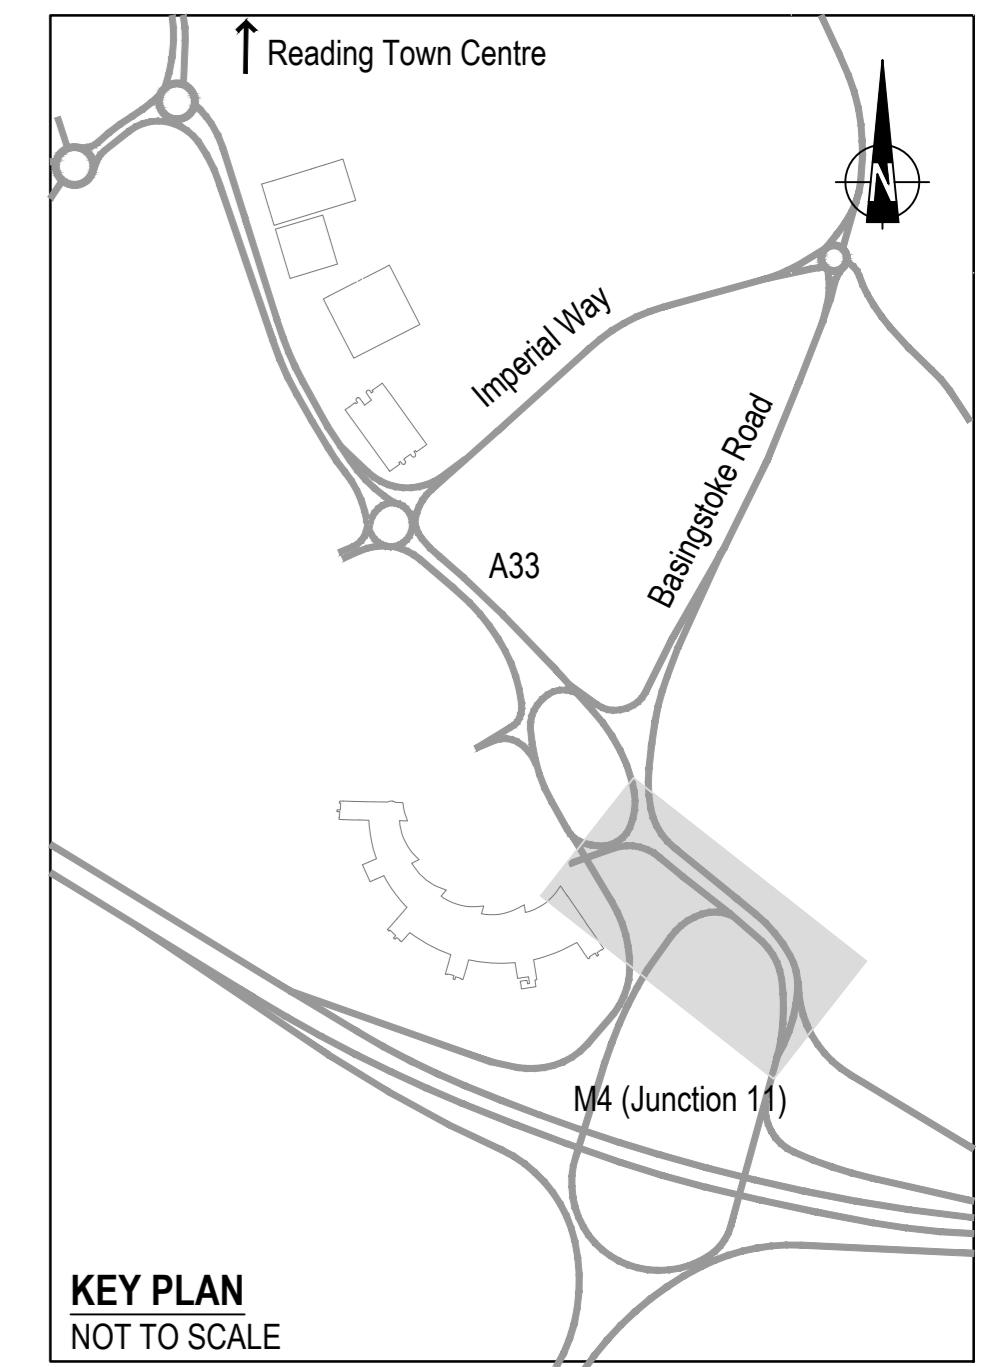 Reading Town Centre
N
Imperial Way
Basingstoke Road
A33
M4 (Junction 11)
KEY PLAN
NOT TO SCALE